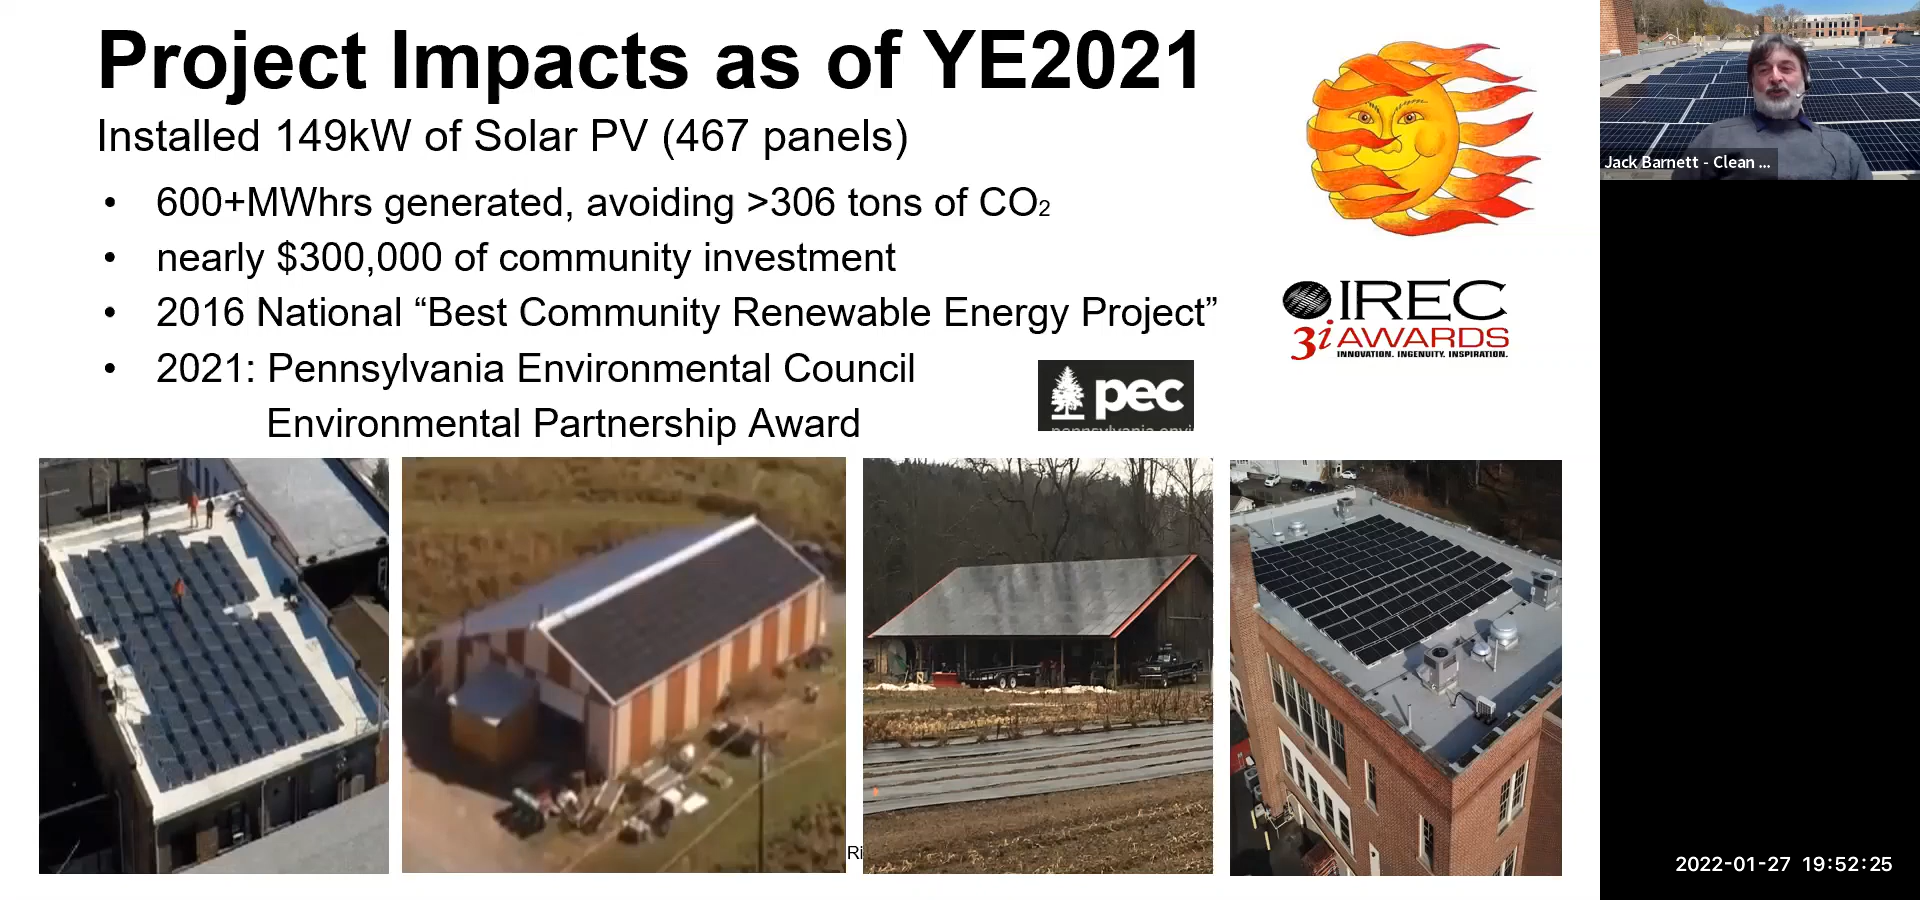 Project Impacts as of YE2021
Installed 149kW of Solar PV (467 panels)
• 600+MWhrs generated, avoiding >306 tons of CO₂
• nearly $300,000 of community investment
• 2016 National “Best Community Renewable Energy Project”
• 2021: Pennsylvania Environmental Council
Environmental Partnership Award
IREC
3i AWARDS
INNOVATION. INGENUITY. INSPIRATION.
pec
Ri
Jack Barnett - Clean ...
2022-01-27 19:52:25